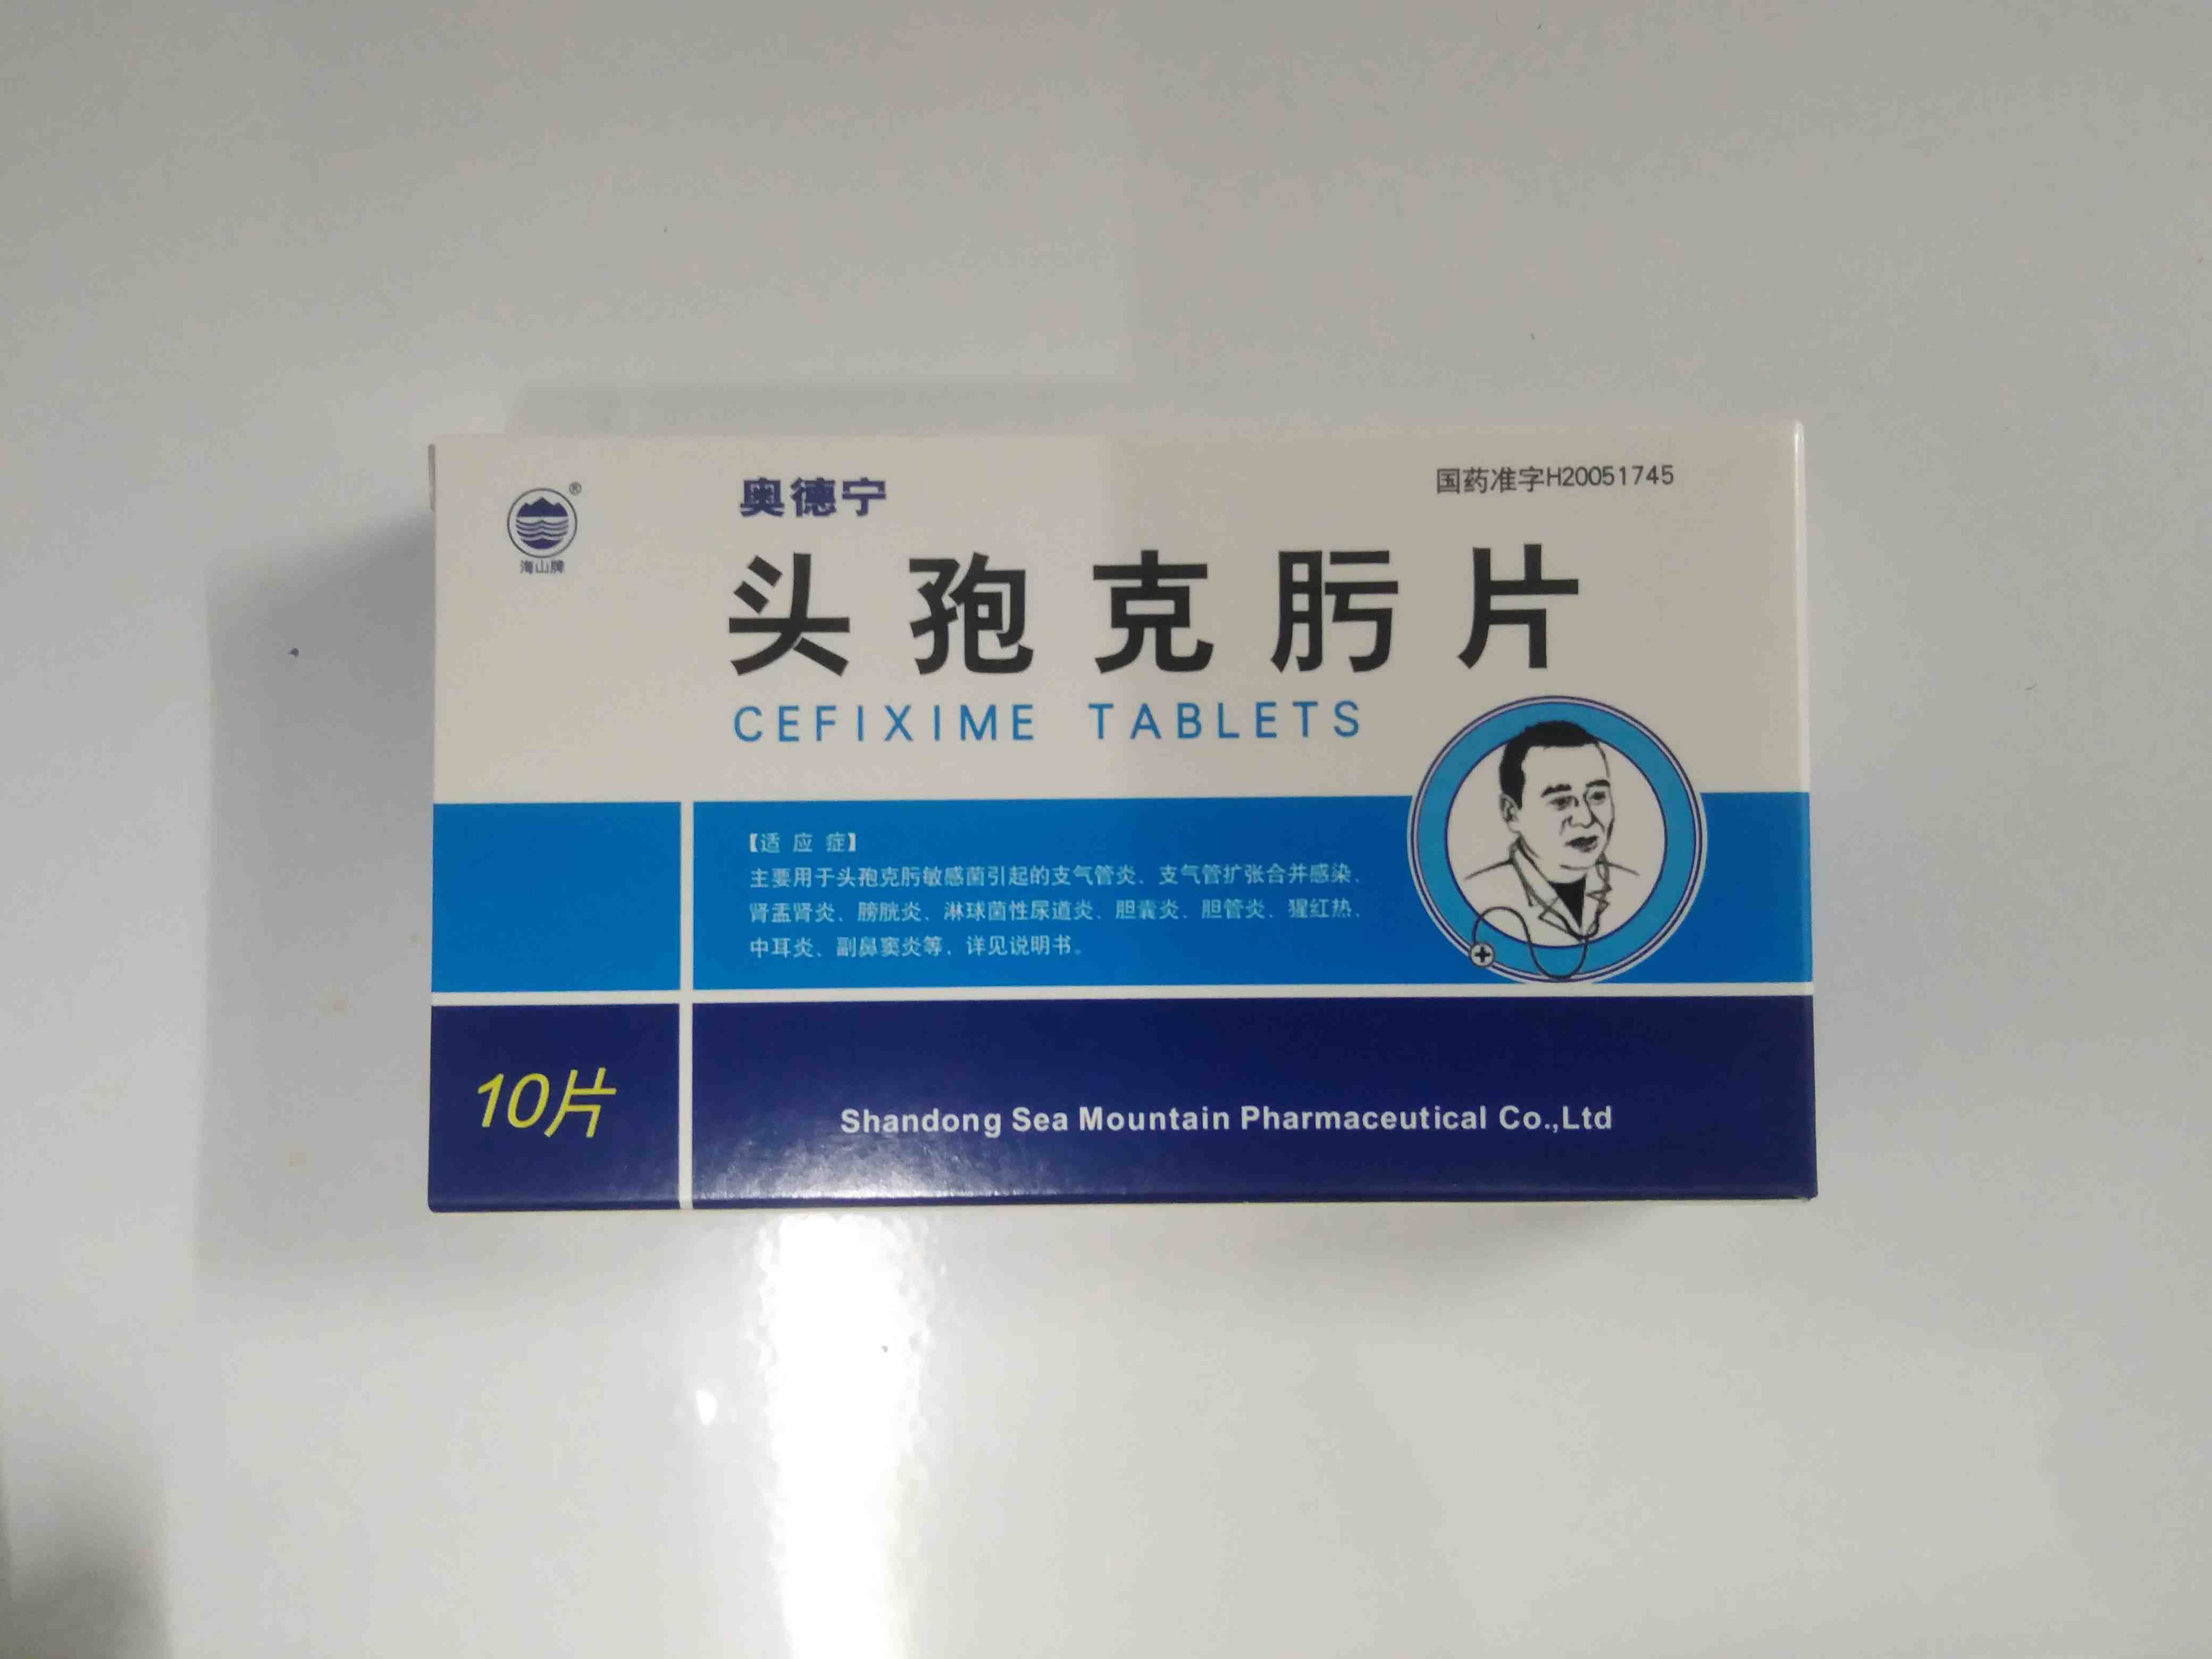 ®
海山牌
奥德宁
国药准字H20051745
头孢克肟片
CEFIXIME TABLETS
【适应症】
主要用于头孢克肟敏感菌引起的支气管炎、支气管扩张合并感染、
肾盂肾炎、膀胱炎、淋球菌性尿道炎、胆囊炎、胆管炎、猩红热、
中耳炎、副鼻窦炎等，详见说明书。
10片
Shandong Sea Mountain Pharmaceutical Co.,Ltd